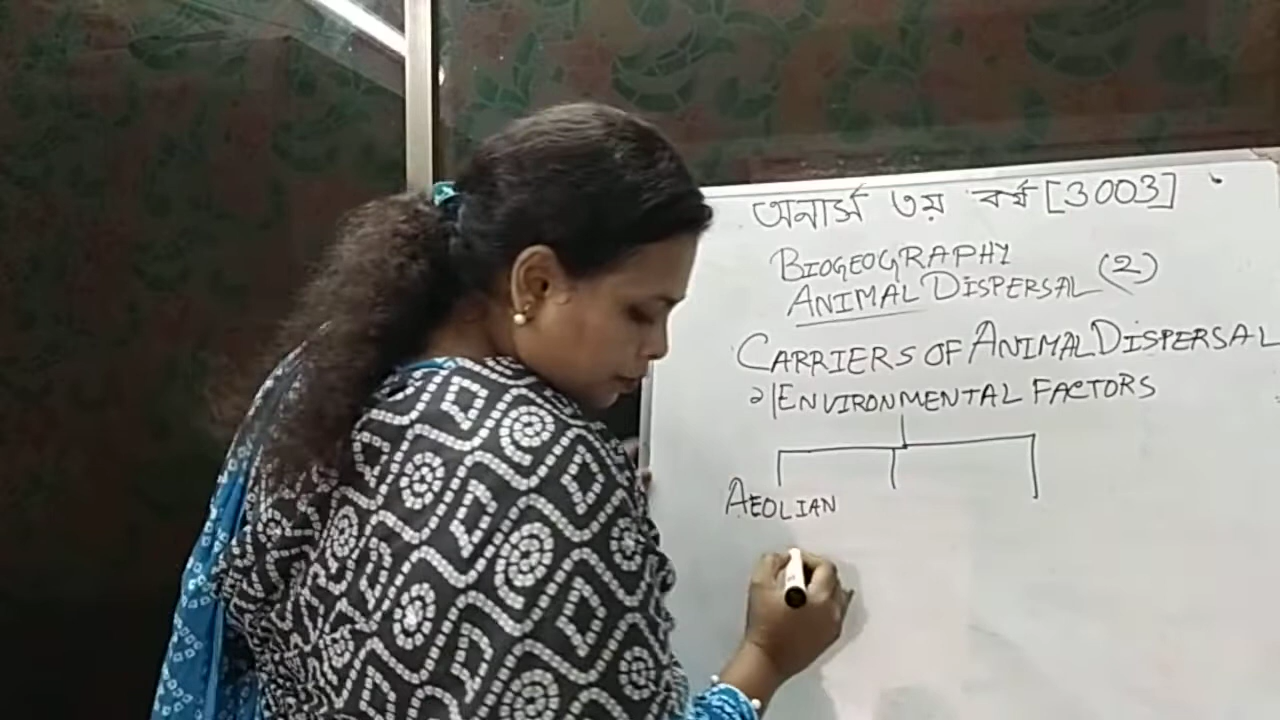 অনার্স ৩য় বর্ষ [3003]
BIOGEOGRAPHY
ANIMAL DISPERSAL (2)
CARRIERS OF ANIMAL DISPERSAL
২| ENVIRONMENTAL FACTORS
AEOLIAN